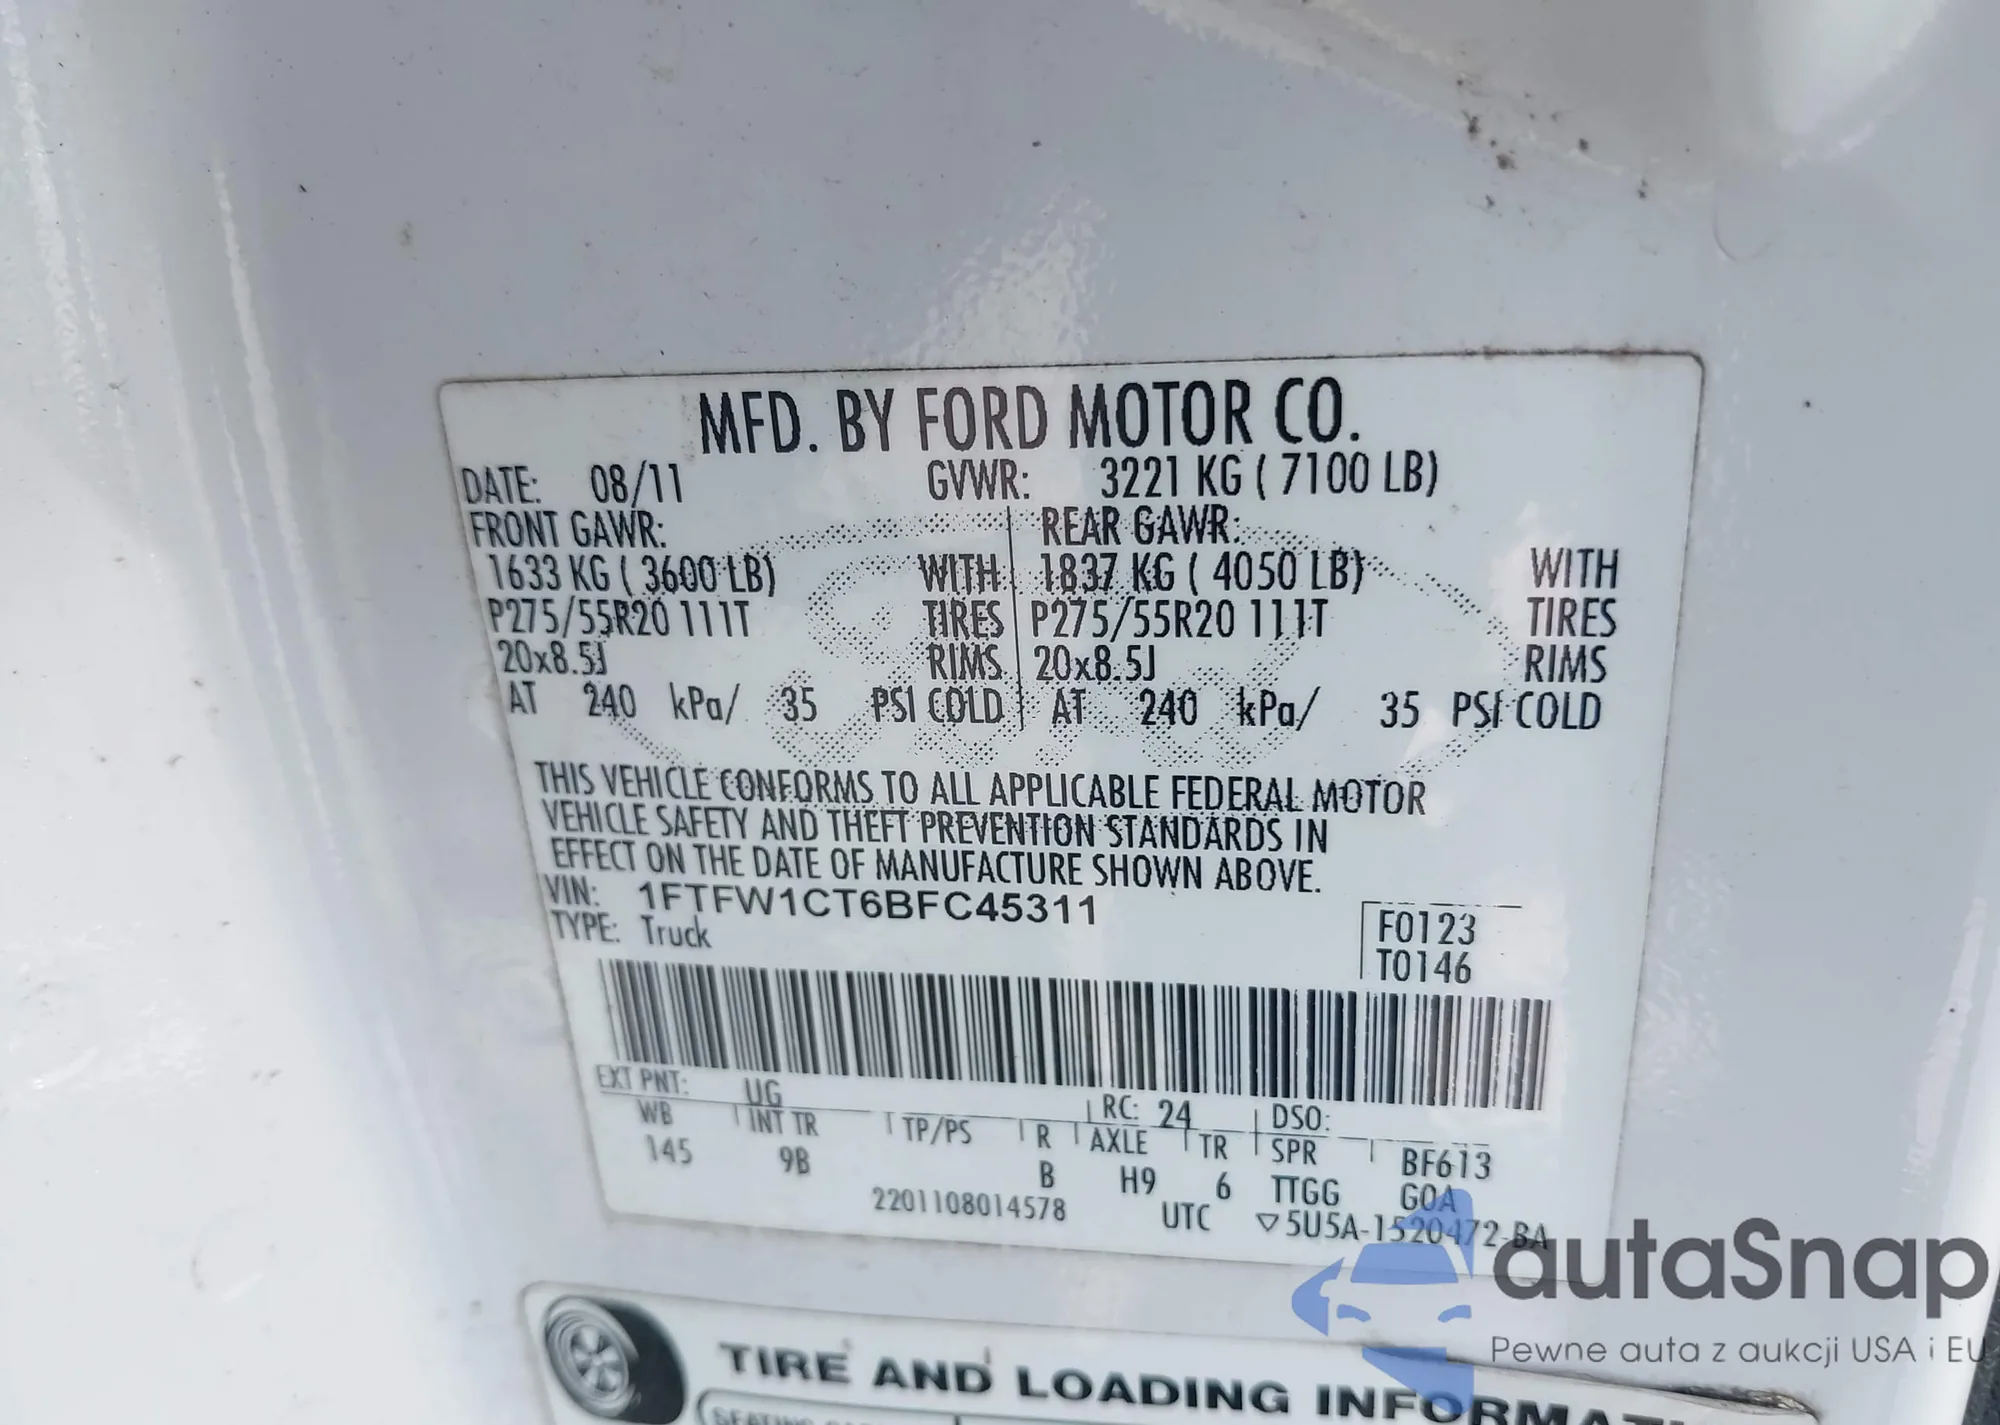 MFD. BY FORD MOTOR CO.
DATE: 08/11 GVWR: 3221 KG ( 7100 LB)
FRONT GAWR: REAR GAWR:
1633 KG ( 3600 LB) WITH 1837 KG ( 4050 LB) WITH
P275/55R20 111T TIRES P275/55R20 111T TIRES
20x8.5J RIMS 20x8.5J RIMS
AT 240 kPa/ 35 PSI COLD AT 240 kPa/ 35 PSI COLD
THIS VEHICLE CONFORMS TO ALL APPLICABLE FEDERAL MOTOR
VEHICLE SAFETY AND THEFT PREVENTION STANDARDS IN
EFFECT ON THE DATE OF MANUFACTURE SHOWN ABOVE.
VIN: 1FTFW1CT6BFC45311
TYPE: Truck
F0123
T0146
EXT PNT: UG RC: 24 DSO:
WB INT TR TP/PS R AXLE TR SPR BF613
145 9B B H9 6 TTGG GOA
2201108014578 UTC ▽5U5A-1520472-BA
autaSnap
Pewne auta z aukcji USA i EU
TIRE AND LOADING INFORMATI